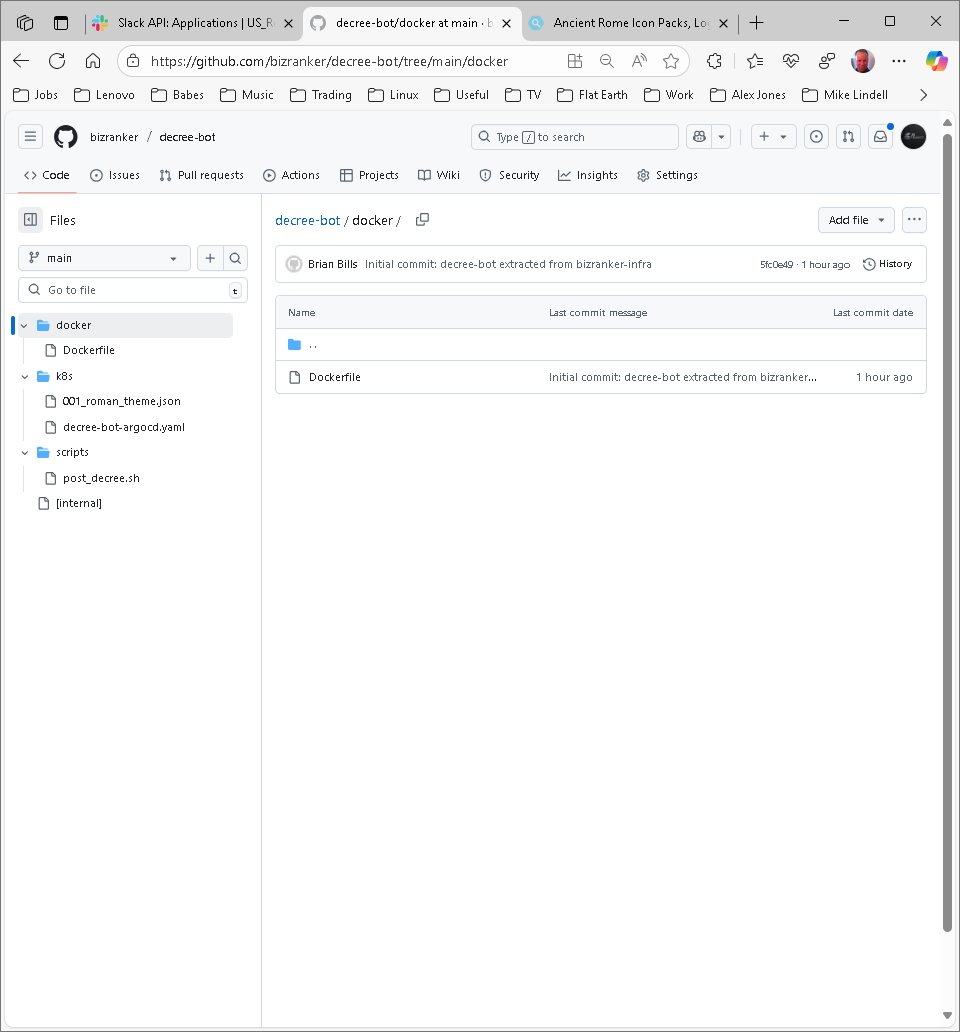 Slack API: Applications | US_R
decree-bot/docker at main · b
Ancient Rome Icon Packs, Log
https://github.com/bizranker/decree-bot/tree/main/docker
Jobs Lenovo Babes Music Trading Linux Useful TV Flat Earth Work Alex Jones Mike Lindell
bizranker / decree-bot
Type / to search
Code Issues Pull requests Actions Projects Wiki Security Insights Settings
Files
main
Go to file
t
docker
Dockerfile
k8s
001_roman_theme.json
decree-bot-argocd.yaml
scripts
post_decree.sh
[internal]
decree-bot / docker /
Add file
Brian Bills Initial commit: decree-bot extracted from bizranker-infra 5fc0e49 · 1 hour ago History
Name Last commit message Last commit date
..
Dockerfile Initial commit: decree-bot extracted from bizranker... 1 hour ago